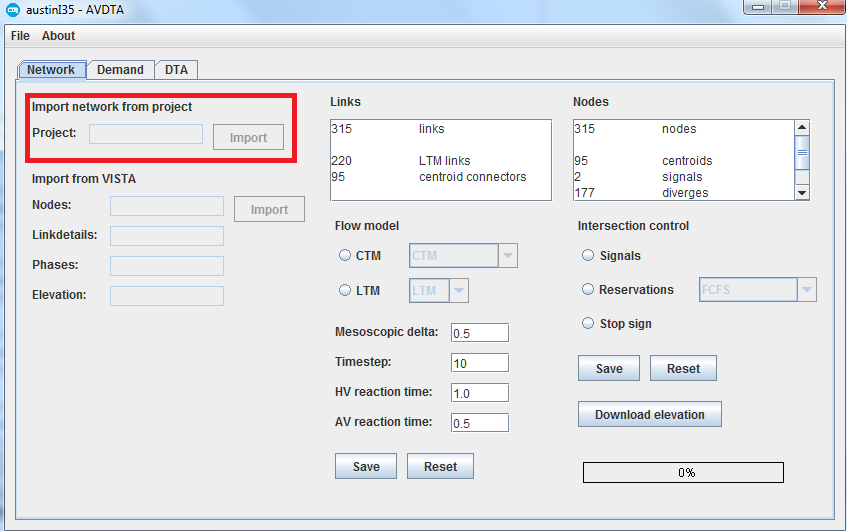 austinI35 - AVDTA
File About
Network Demand DTA
Import network from project
Project: Import
Import from VISTA
Nodes: Import
Linkdetails:
Phases:
Elevation:
Links
315 links
220 LTM links
95 centroid connectors
Flow model
CTM CTM
LTM LTM
Mesoscopic delta: 0.5
Timestep: 10
HV reaction time: 1.0
AV reaction time: 0.5
Save Reset
Nodes
315 nodes
95 centroids
2 signals
177 diverges
Intersection control
Signals
Reservations FCFS
Stop sign
Save Reset
Download elevation
0%